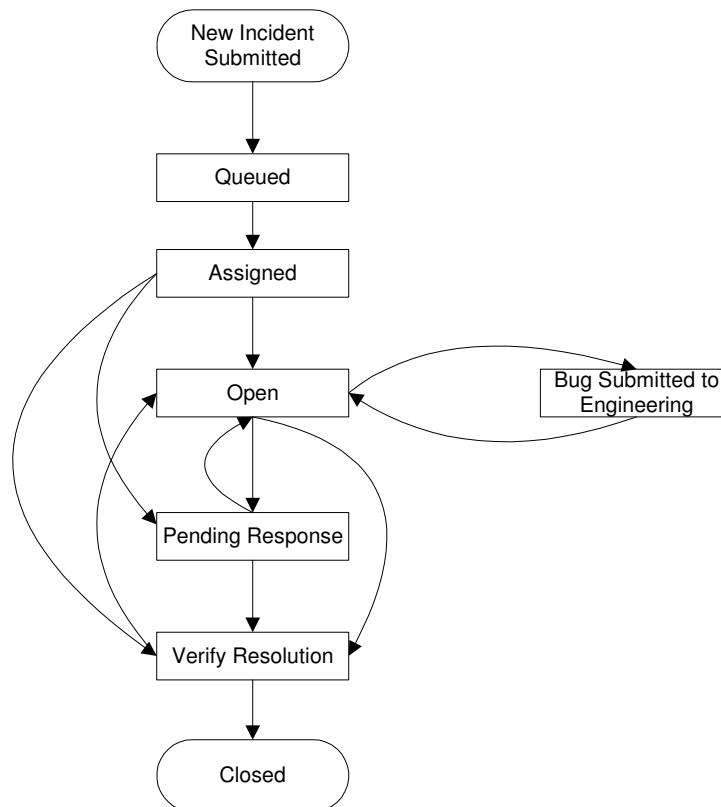 New Incident
Submitted
Queued
Assigned
Open
Bug Submitted to
Engineering
Pending Response
Verify Resolution
Closed